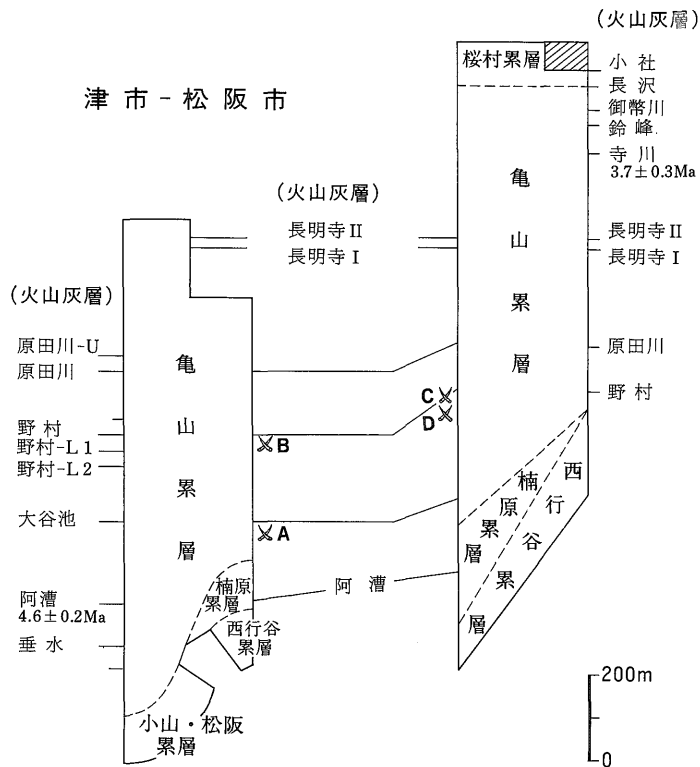 (火山灰層)
桜村累層
小社
長沢
御幣川
鈴峰
寺川
3.7±0.3Ma
津市-松阪市
(火山灰層)
長明寺II
長明寺I
亀山累層
長明寺II
長明寺I
原田川
野村
(火山灰層)
原田川-U
原田川
野村
野村-L1
野村-L2
大谷池
阿漕
4.6±0.2Ma
垂水
亀山累層
C
D
B
A
楠原累層
西行谷累層
阿漕
楠原
累層
西行谷
累層
小山・松阪
累層
200m
0